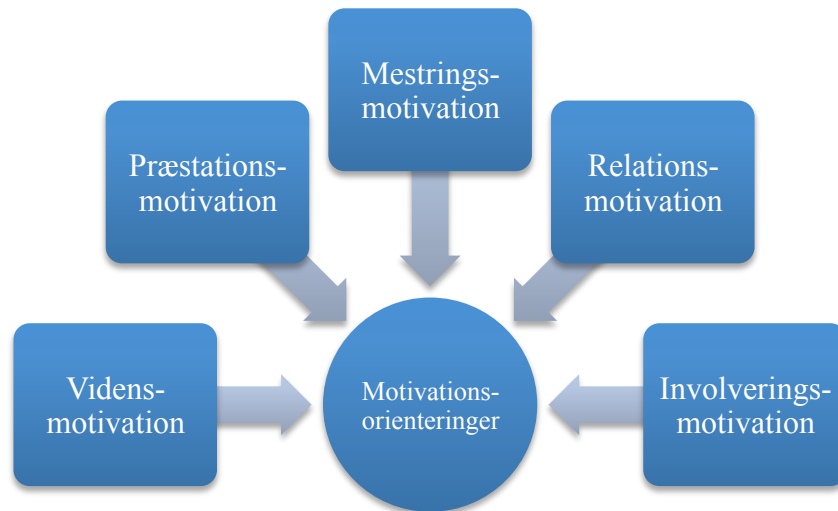 Mestrings-
motivation
Præstations-
motivation
Relations-
motivation
Videns-
motivation
Motivations-
orienteringer
Involverings-
motivation